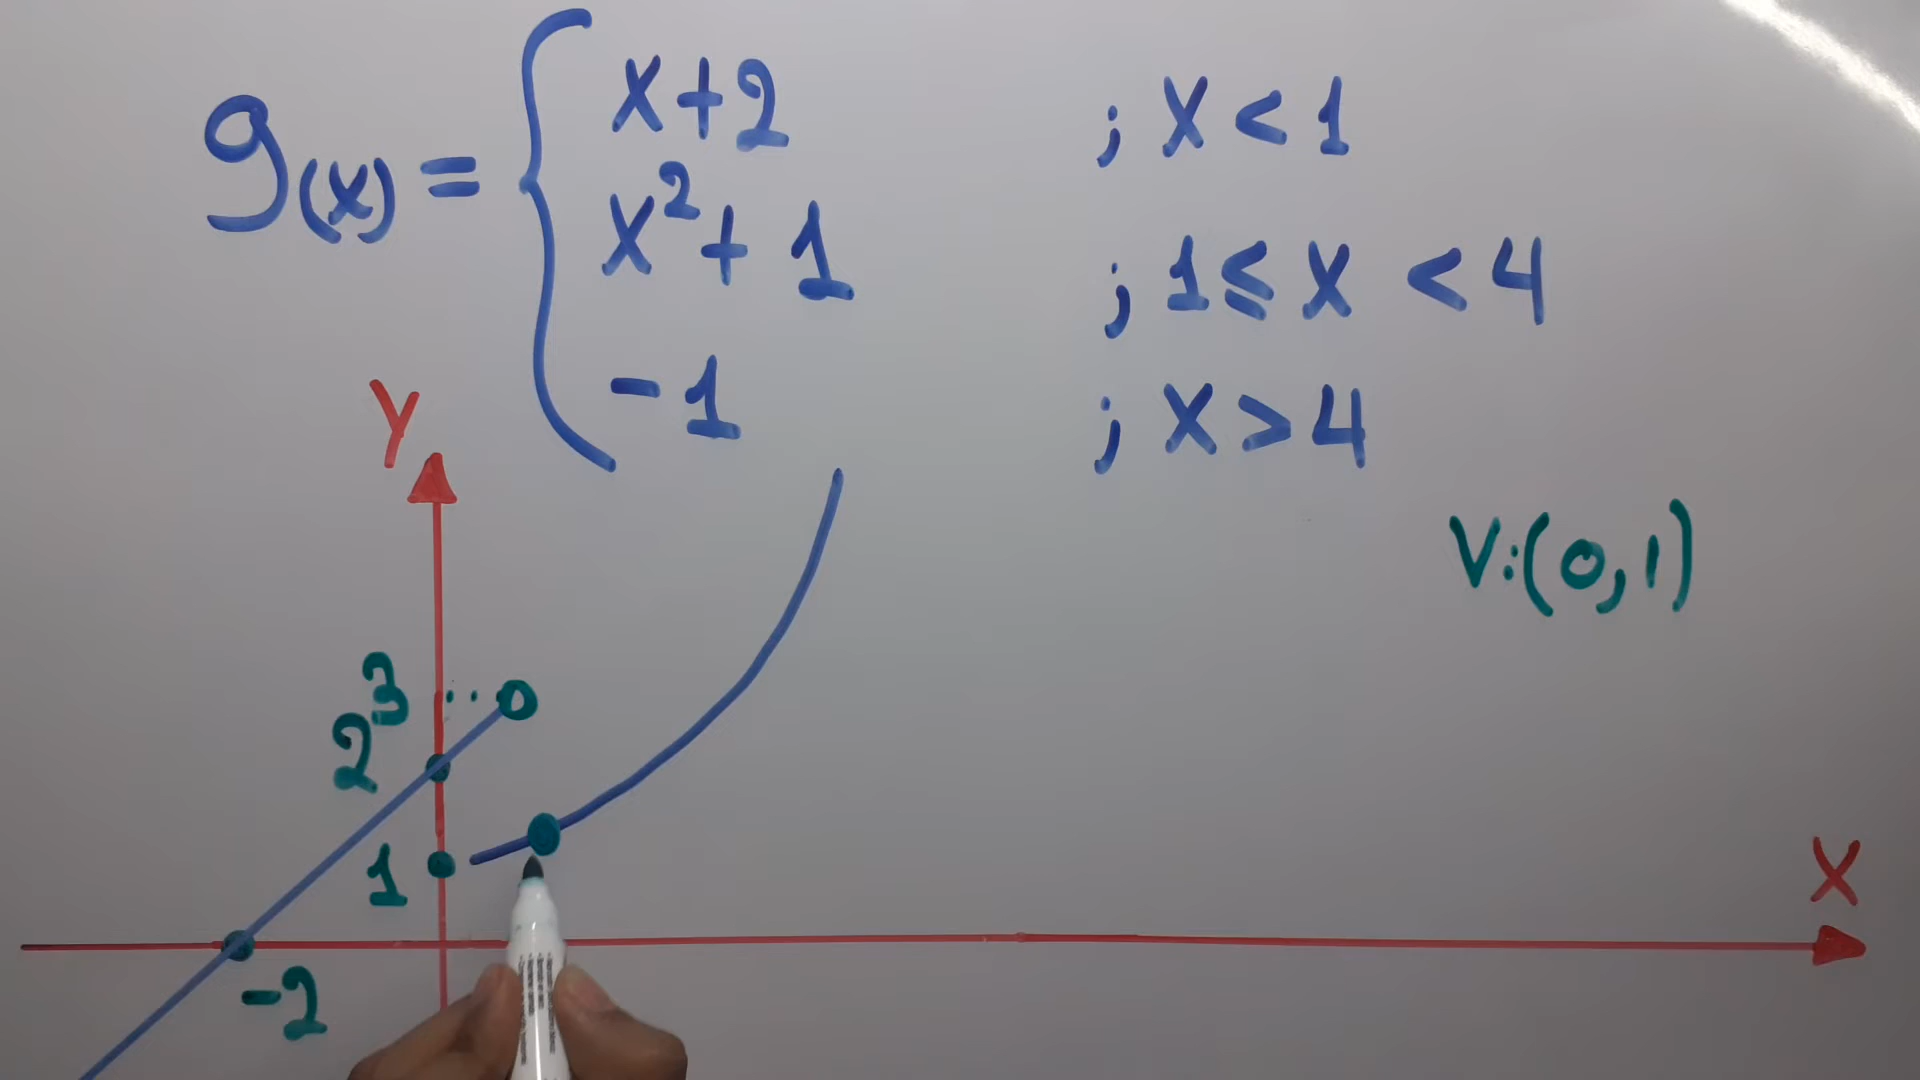 g(x) = { x+2 ; x < 1
x² + 1 ; 1 ≤ x < 4
-1 ; x > 4
Y
V:(0,1)
3
2
1
X
-2